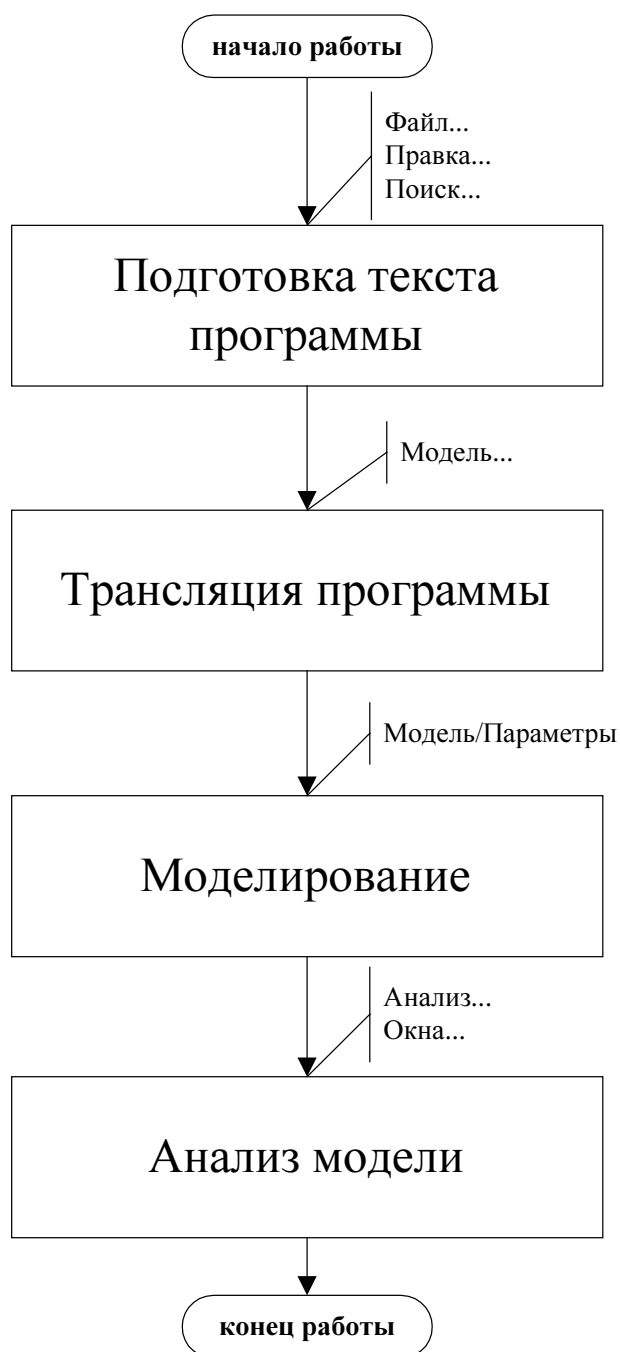 начало работы
Файл...
Правка...
Поиск...
Подготовка текста
программы
Модель...
Трансляция программы
Модель/Параметры
Моделирование
Анализ...
Окна...
Анализ модели
конец работы